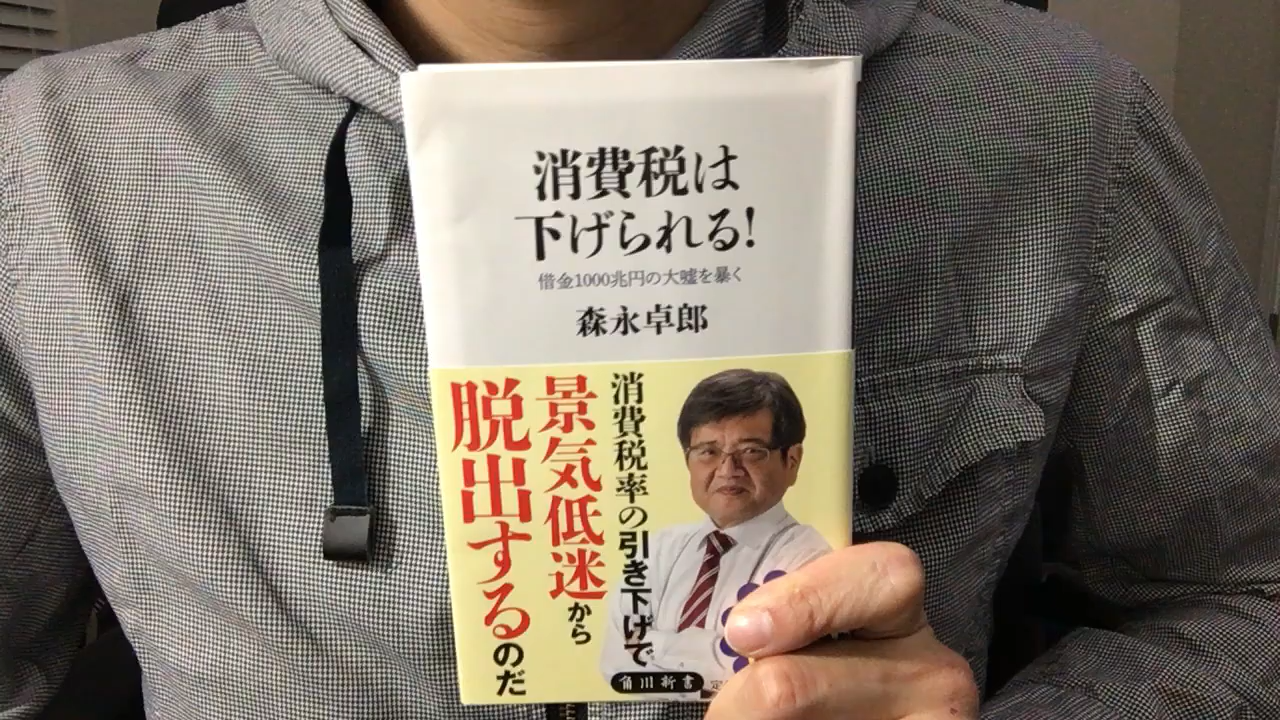 消費税は
下げられる!
借金1000兆円の大嘘を暴く
森永卓郎
消費税率の引き下げで
景気低迷から
脱出するのだ
角川新書